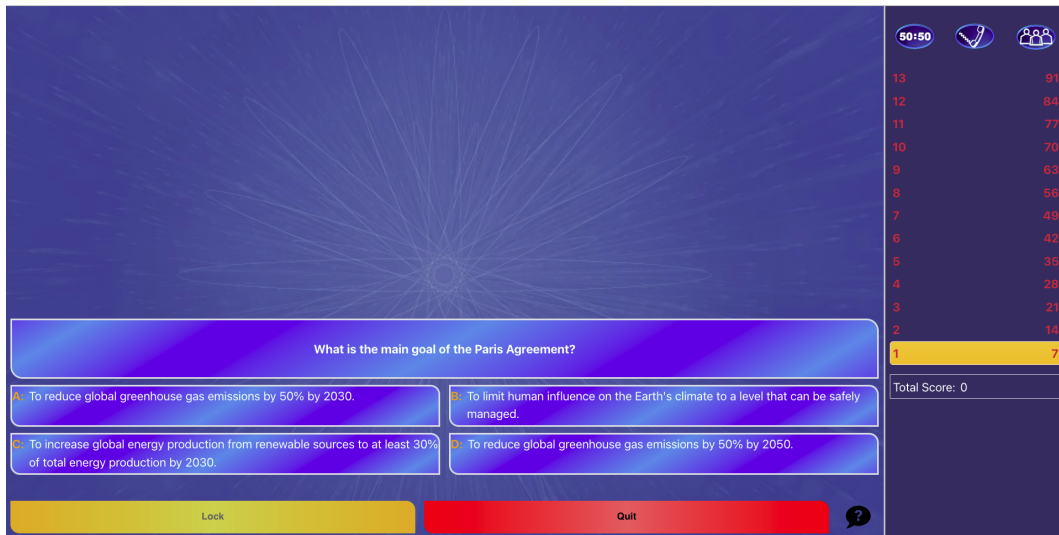 50:50
13 91
12 84
11 77
10 70
9 63
8 56
7 49
6 42
5 35
4 28
3 21
2 14
1 7
Total Score: 0
What is the main goal of the Paris Agreement?
A: To reduce global greenhouse gas emissions by 50% by 2030.
B: To limit human influence on the Earth's climate to a level that can be safely
managed.
C: To increase global energy production from renewable sources to at least 30%
of total energy production by 2030.
D: To reduce global greenhouse gas emissions by 50% by 2050.
Lock
Quit
?